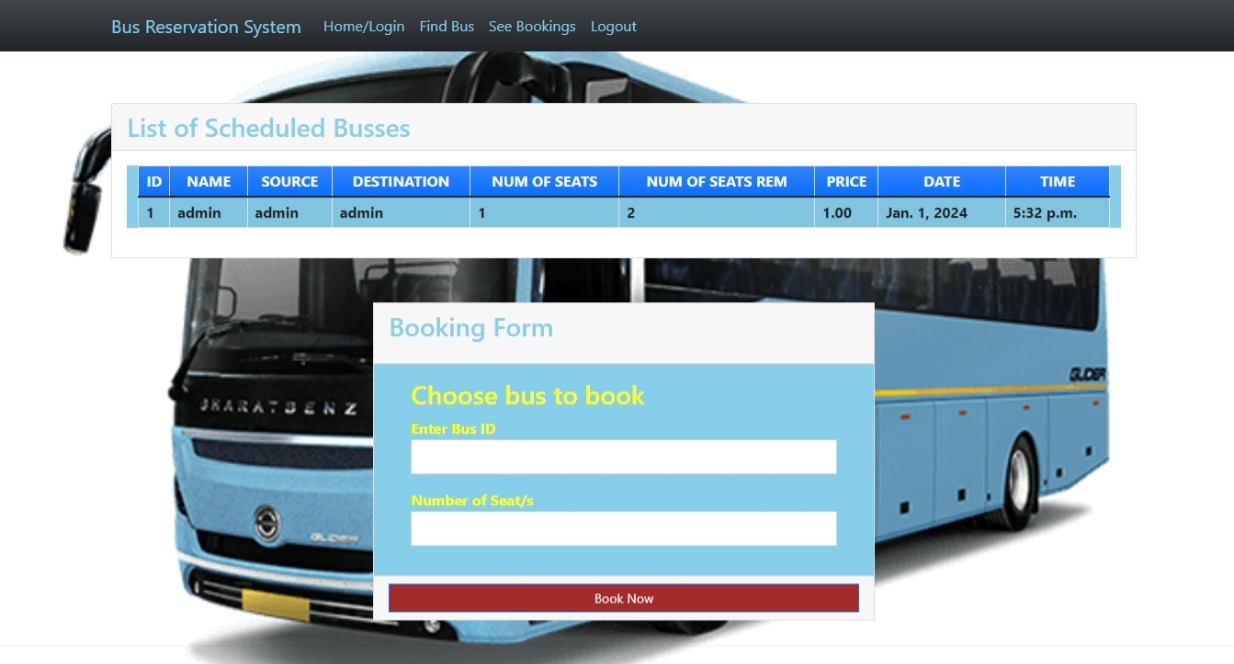 Bus Reservation System Home/Login Find Bus See Bookings Logout
List of Scheduled Busses
ID NAME SOURCE DESTINATION NUM OF SEATS NUM OF SEATS REM PRICE DATE TIME
1 admin admin admin 1 2 1.00 Jan. 1, 2024 5:32 p.m.
Booking Form
Choose bus to book
Enter Bus ID
Number of Seat/s
Book Now
BHARATBENZ
GLIDER
GLIDER